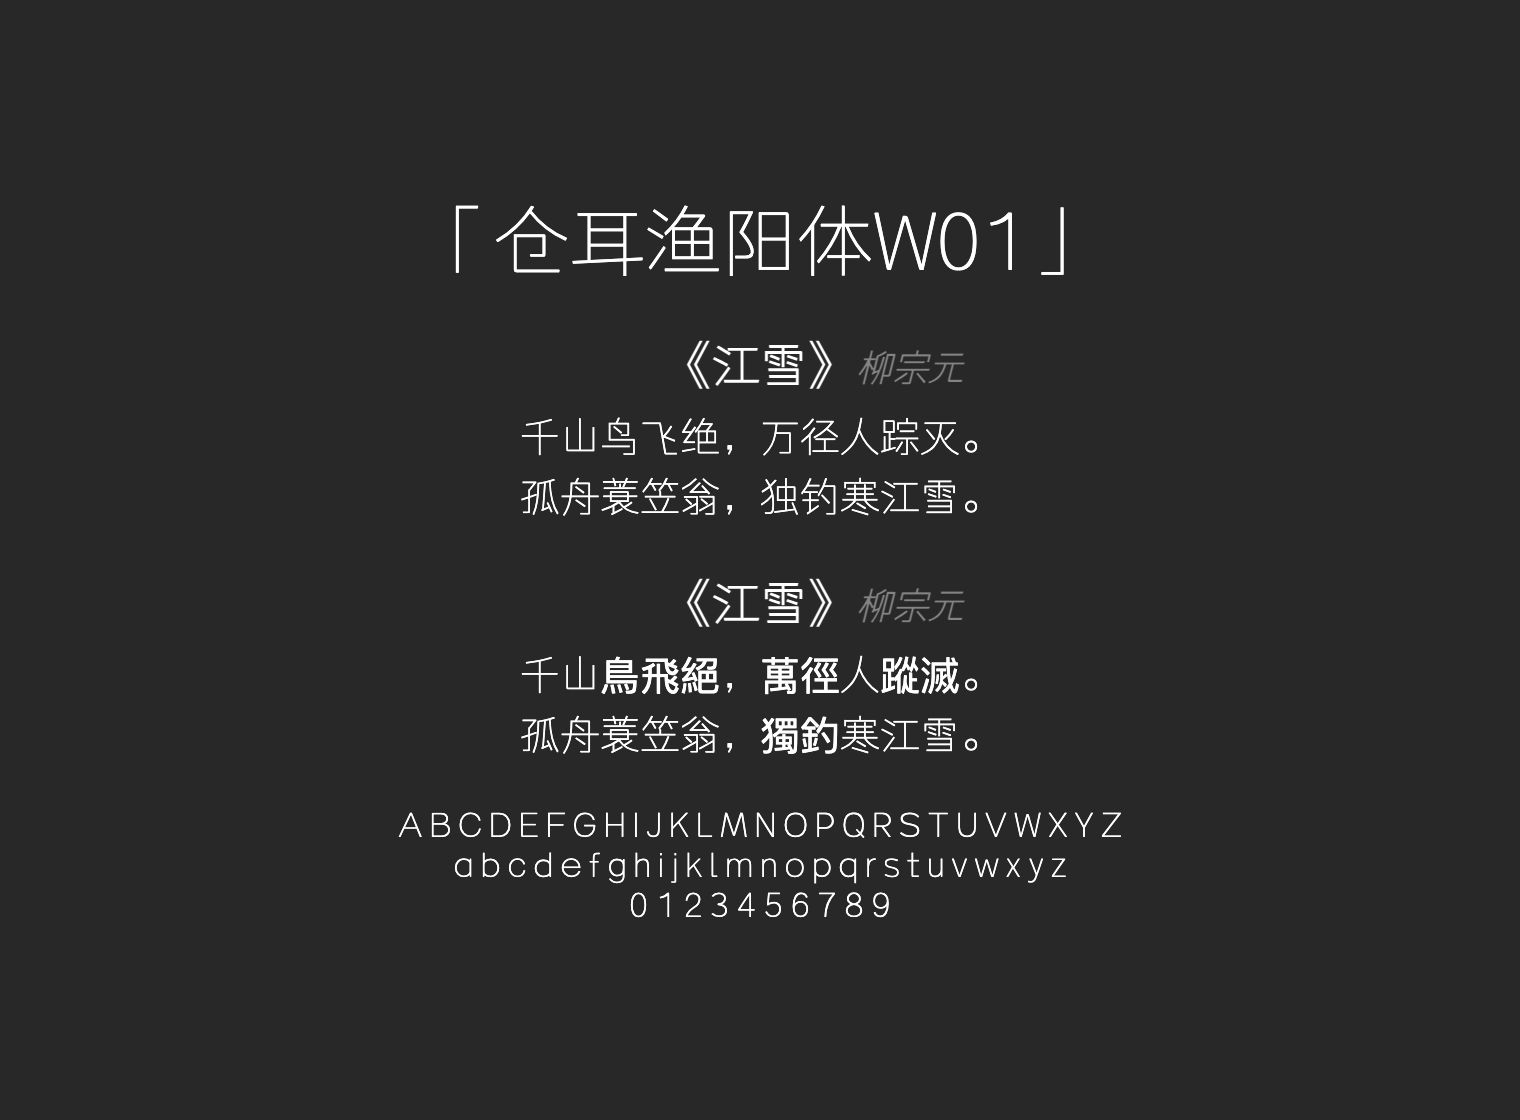 「仓耳渔阳体W01」
《江雪》柳宗元
千山鸟飞绝，万径人踪灭。
孤舟蓑笠翁，独钓寒江雪。
《江雪》柳宗元
千山鳥飛絕，萬徑人蹤滅。
孤舟蓑笠翁，獨釣寒江雪。
ABCDEFGHIJKLMNOPQRSTUVWXYZ
abcdefghijklmnopqrstuvwxyz
0123456789